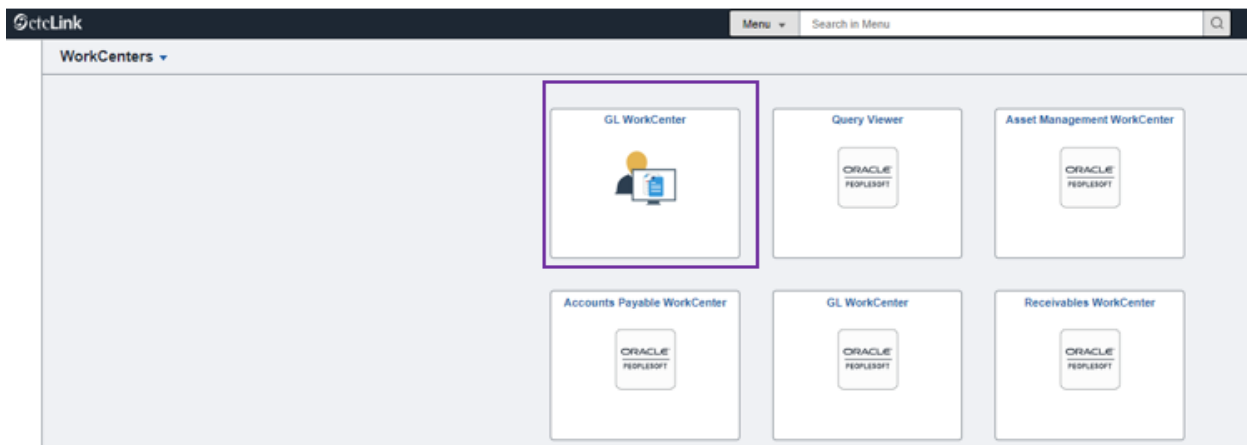 ctcLink
Menu
Search in Menu
WorkCenters
GL WorkCenter
Query Viewer
Asset Management WorkCenter
ORACLE
PEOPLESOFT
ORACLE
PEOPLESOFT
Accounts Payable WorkCenter
GL WorkCenter
Receivables WorkCenter
ORACLE
PEOPLESOFT
ORACLE
PEOPLESOFT
ORACLE
PEOPLESOFT